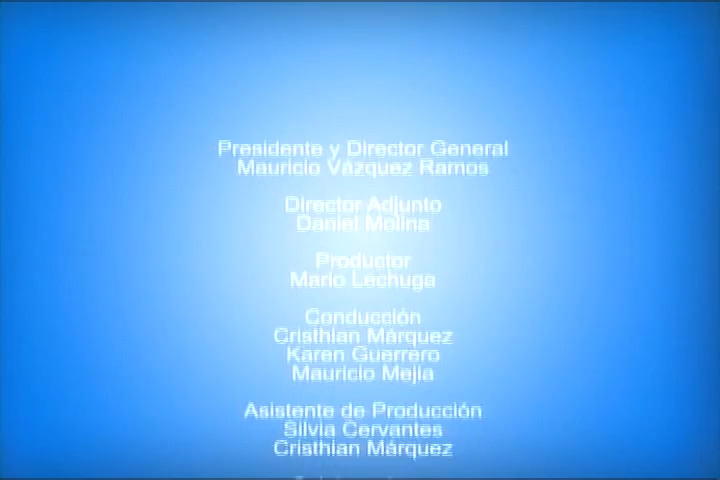 Presidente y Director General
Mauricio Vázquez Ramos
Director Adjunto
Daniel Molina
Productor
Mario Lechuga
Conducción
Cristhian Márquez
Karen Guerrero
Mauricio Mejia
Asistente de Producción
Silvia Cervantes
Cristhian Márquez